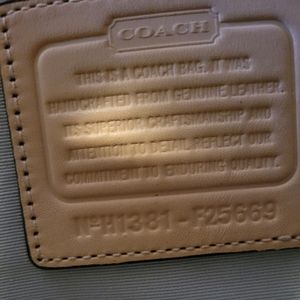 COACH
THIS IS A COACH BAG. IT WAS
HANDCRAFTED FROM GENUINE LEATHER.
ITS SUPERIOR CRAFTSMANSHIP AND
ATTENTION TO DETAIL REFLECT OUR
COMMITMENT TO ENDURING QUALITY.
NºH1381-F25669